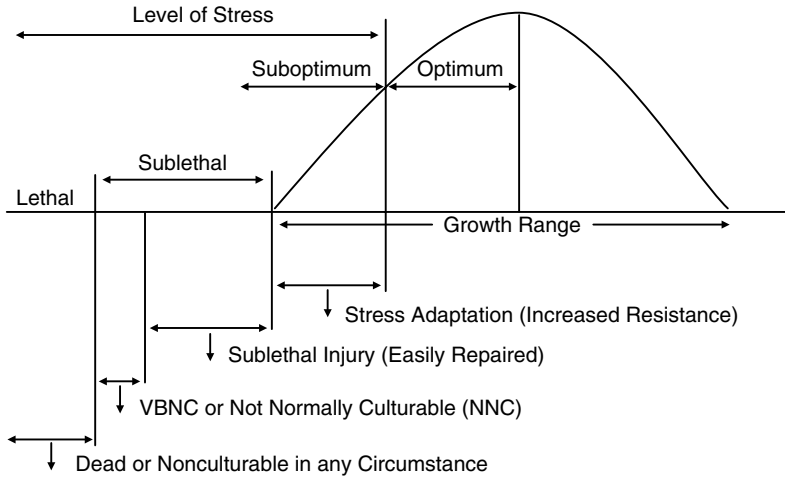 Level of Stress
Suboptimum
Optimum
Sublethal
Lethal
Growth Range
Stress Adaptation (Increased Resistance)
Sublethal Injury (Easily Repaired)
VBNC or Not Normally Culturable (NNC)
Dead or Nonculturable in any Circumstance